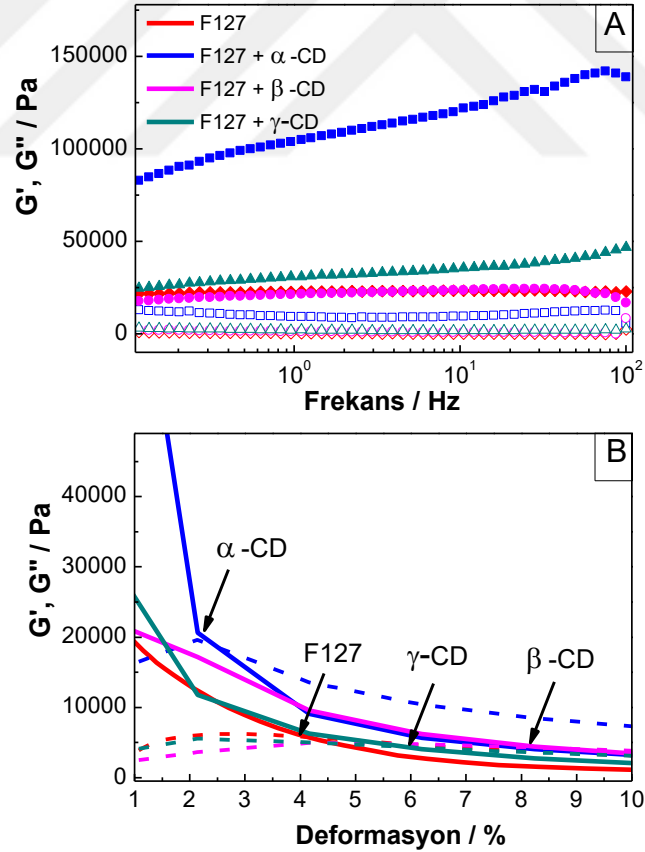 A
F127
F127 + α-CD
F127 + β-CD
F127 + γ-CD
G', G'' / Pa
150000
100000
50000
0
10⁰
10¹
10²
Frekans / Hz
B
G', G'' / Pa
40000
30000
20000
10000
0
α-CD
F127
γ-CD
β-CD
1 2 3 4 5 6 7 8 9 10
Deformasyon / %